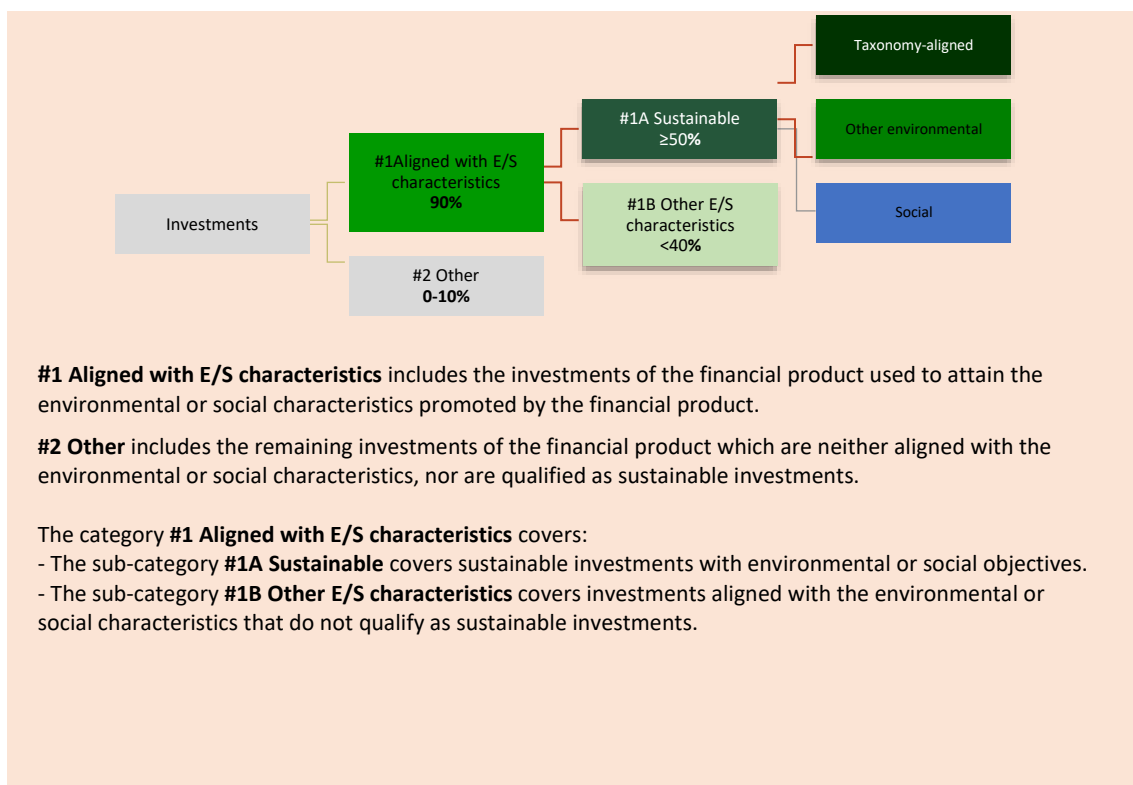 Taxonomy-aligned
#1A Sustainable
≥50%
Other environmental
#1Aligned with E/S
characteristics
90%
#1B Other E/S
characteristics
<40%
Social
Investments
#2 Other
0-10%
#1 Aligned with E/S characteristics includes the investments of the financial product used to attain the
environmental or social characteristics promoted by the financial product.
#2 Other includes the remaining investments of the financial product which are neither aligned with the
environmental or social characteristics, nor are qualified as sustainable investments.
The category #1 Aligned with E/S characteristics covers:
- The sub-category #1A Sustainable covers sustainable investments with environmental or social objectives.
- The sub-category #1B Other E/S characteristics covers investments aligned with the environmental or
social characteristics that do not qualify as sustainable investments.